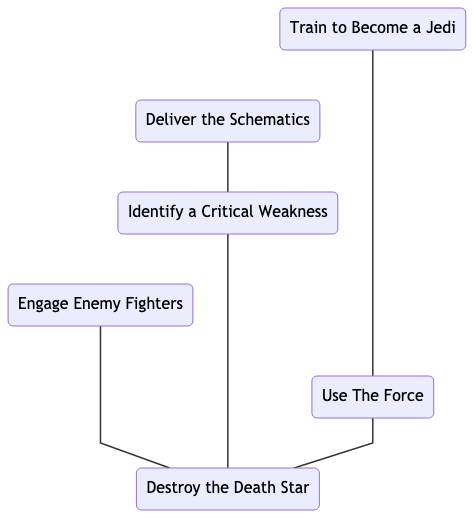 Train to Become a Jedi
Deliver the Schematics
Identify a Critical Weakness
Engage Enemy Fighters
Use The Force
Destroy the Death Star